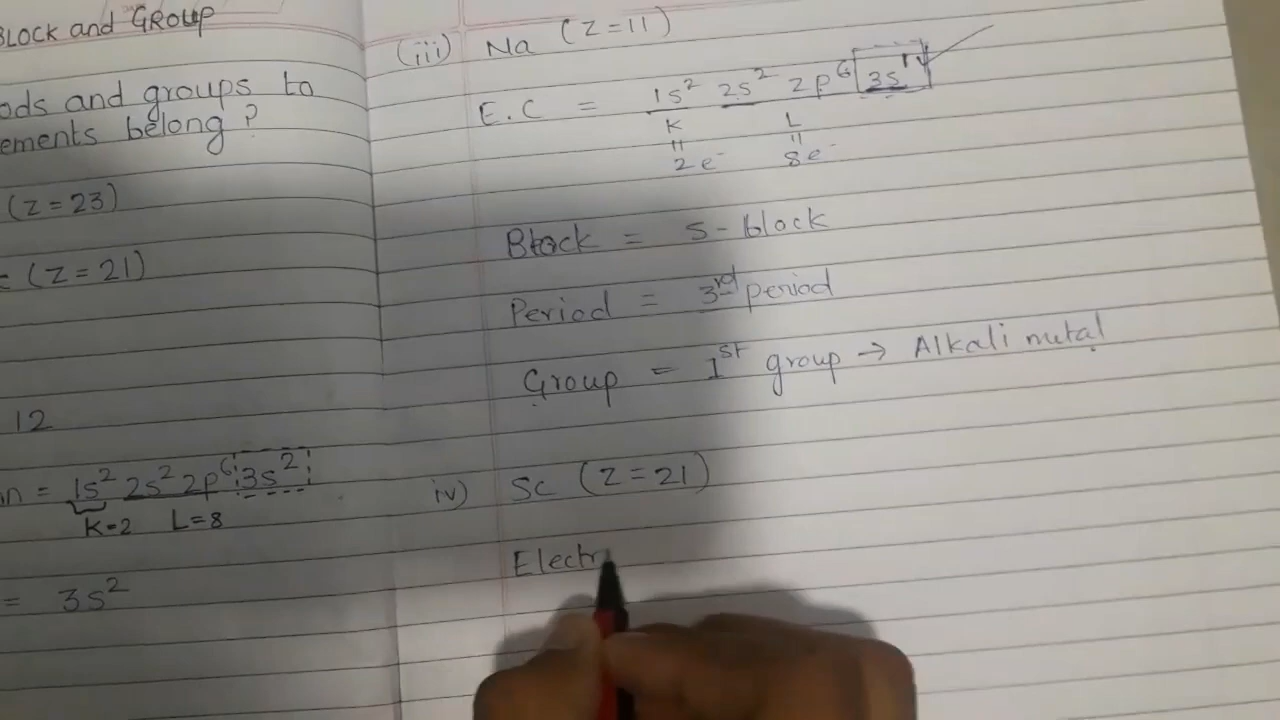 BLOCK and GROUP
ods and groups to
ements belong?
(Z=23)
(Z=21)
12
n = 1s² 2s² 2p⁶ 3s²
K=2 L=8
= 3s²
(iii) Na (Z=11)
E.C = 1s² 2s² 2p⁶ 3s¹
K L
" "
2e⁻ 8e⁻
Block = S-block
Period = 3rd period
Group = 1st group → Alkali metal
iv) Sc (Z=21)
Electr